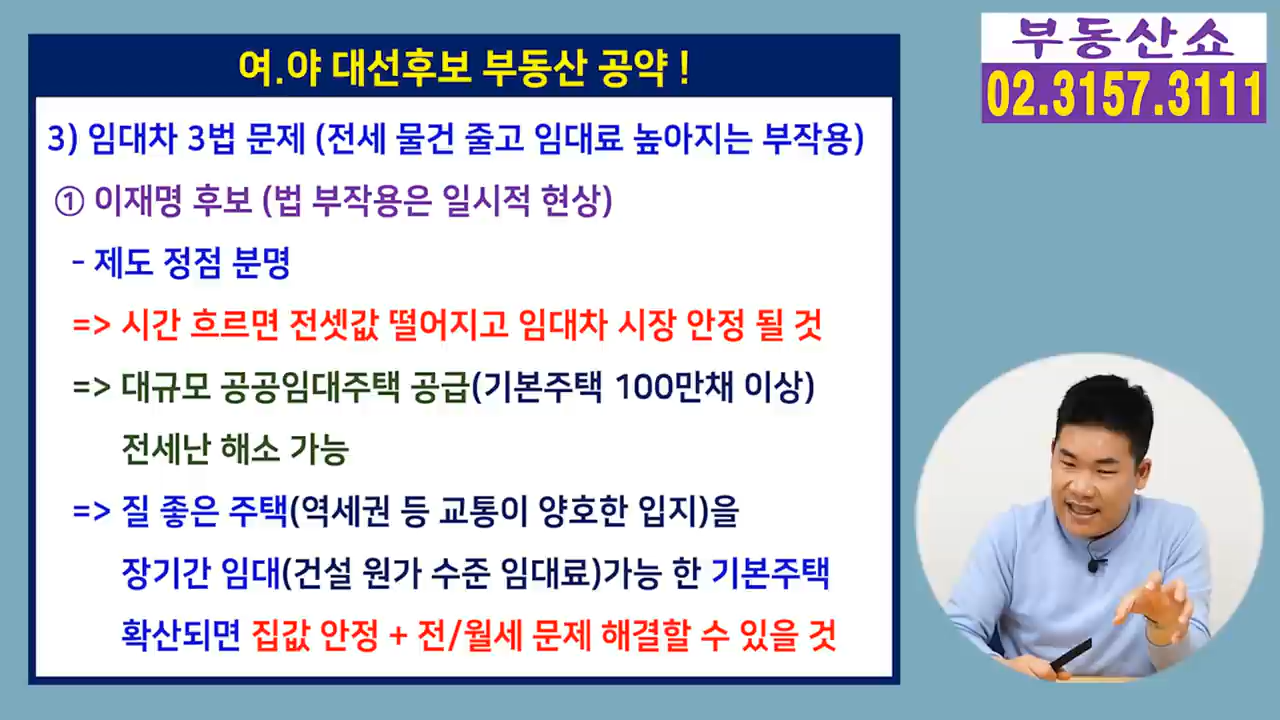 여.야 대선후보 부동산 공약 !
부동산쇼
02.3157.3111
3) 임대차 3법 문제 (전세 물건 줄고 임대료 높아지는 부작용)
① 이재명 후보 (법 부작용은 일시적 현상)
- 제도 정점 분명
=> 시간 흐르면 전셋값 떨어지고 임대차 시장 안정 될 것
=> 대규모 공공임대주택 공급(기본주택 100만채 이상)
전세난 해소 가능
=> 질 좋은 주택(역세권 등 교통이 양호한 입지)을
장기간 임대(건설 원가 수준 임대료)가능 한 기본주택
확산되면 집값 안정 + 전/월세 문제 해결할 수 있을 것